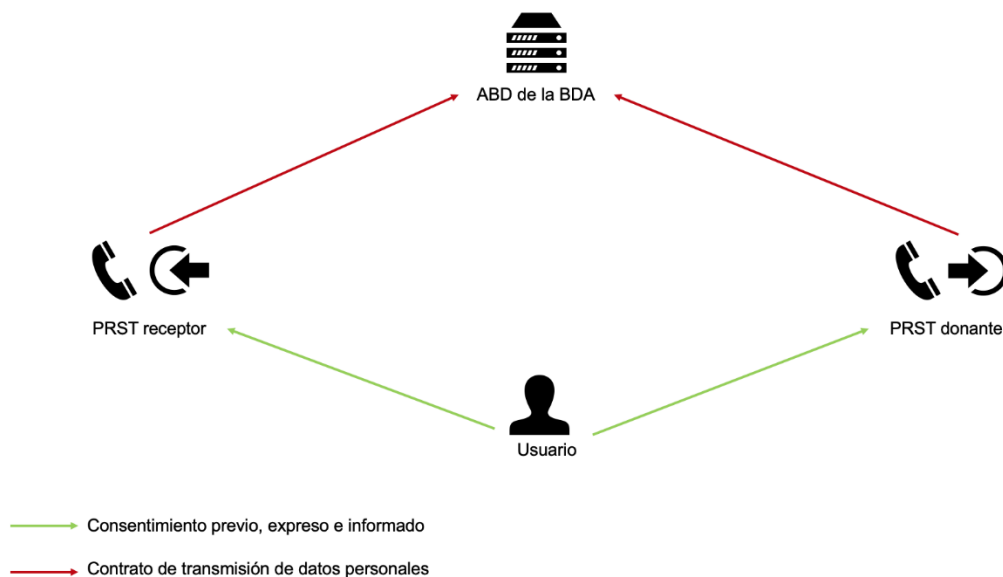 ABD de la BDA
PRST receptor
PRST donante
Usuario
Consentimiento previo, expreso e informado
Contrato de transmisión de datos personales